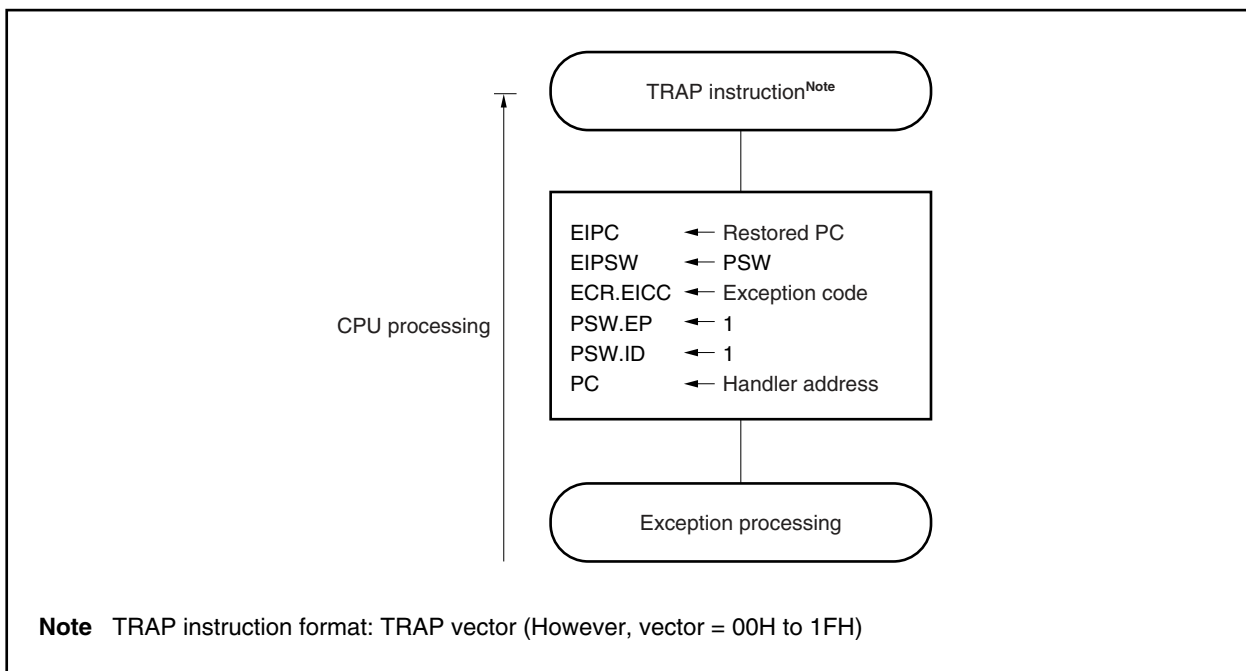 TRAP instructionNote
EIPC ← Restored PC
EIPSW ← PSW
ECR.EICC ← Exception code
PSW.EP ← 1
PSW.ID ← 1
PC ← Handler address
CPU processing
Exception processing
Note TRAP instruction format: TRAP vector (However, vector = 00H to 1FH)